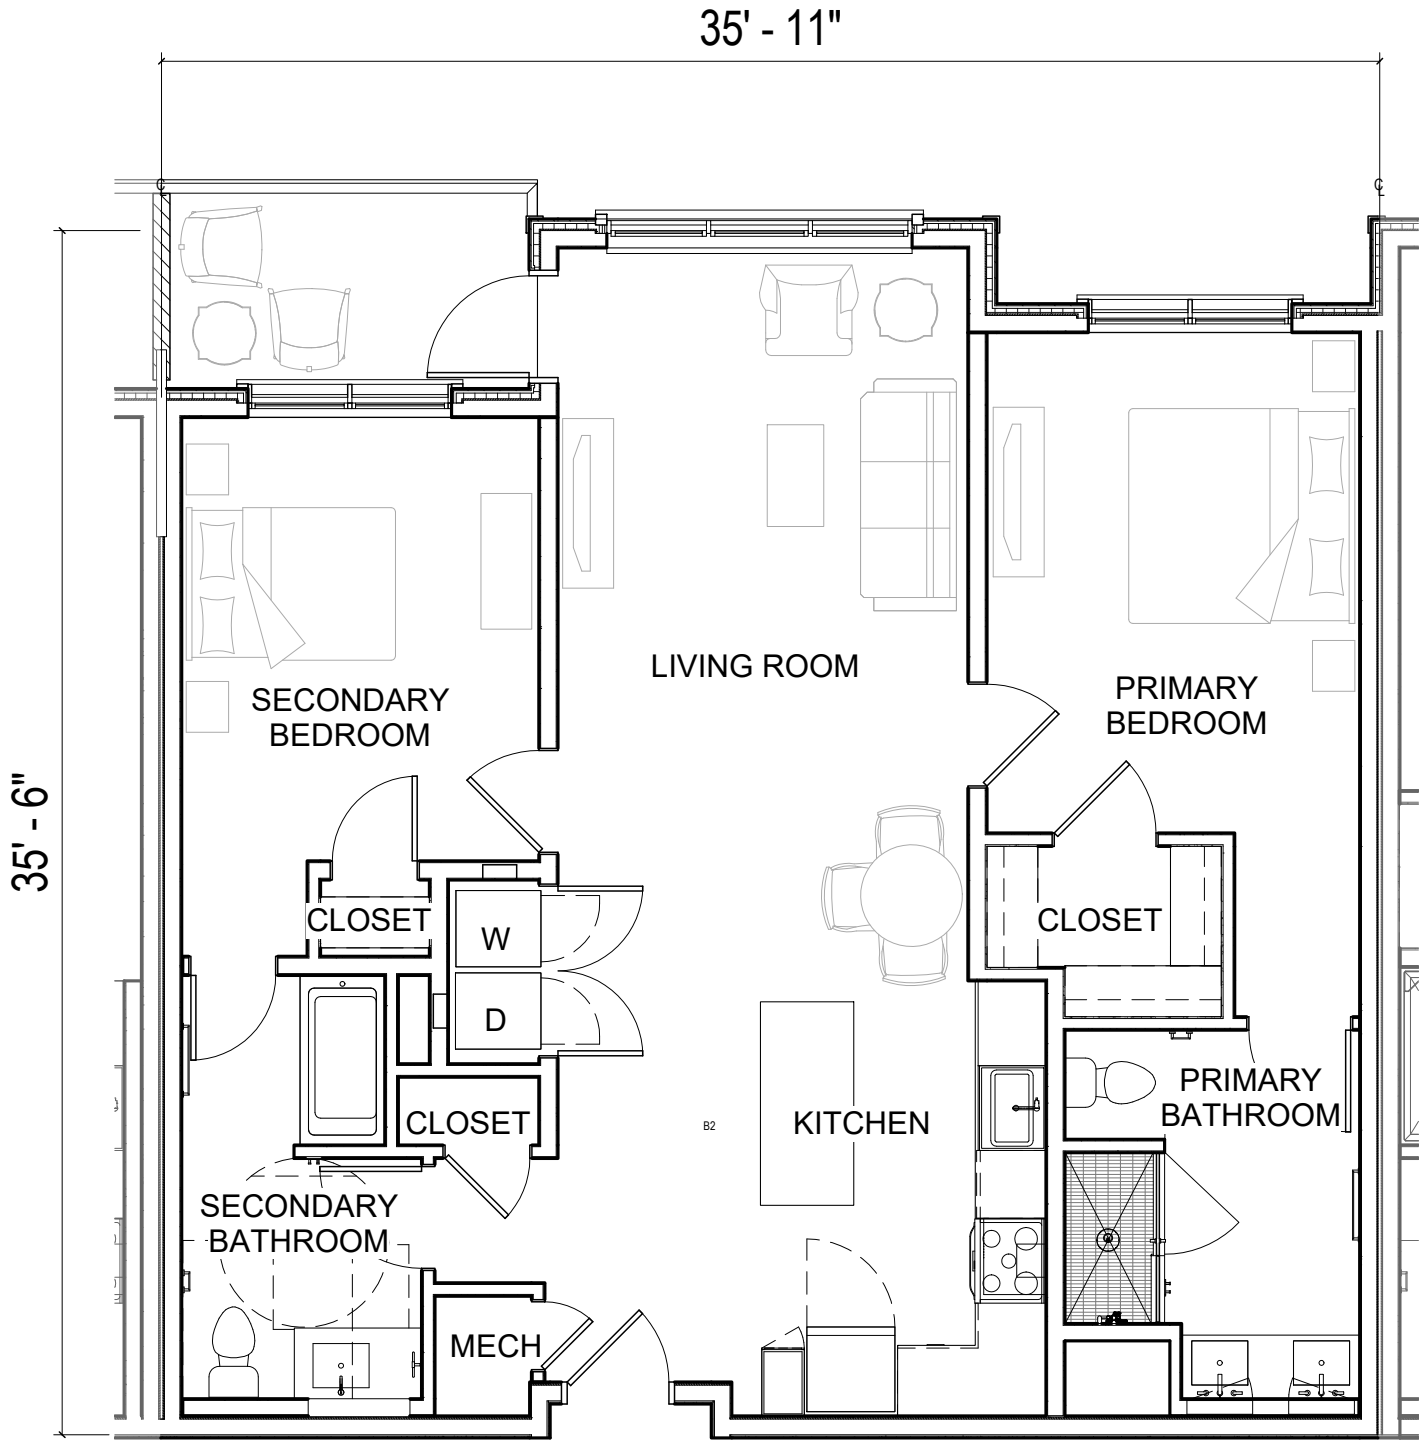 35' - 11"
℄
℄
LIVING ROOM
SECONDARY
BEDROOM
PRIMARY
BEDROOM
35' - 6"
CLOSET
W
CLOSET
D
PRIMARY
BATHROOM
CLOSET
B2
KITCHEN
SECONDARY
BATHROOM
MECH